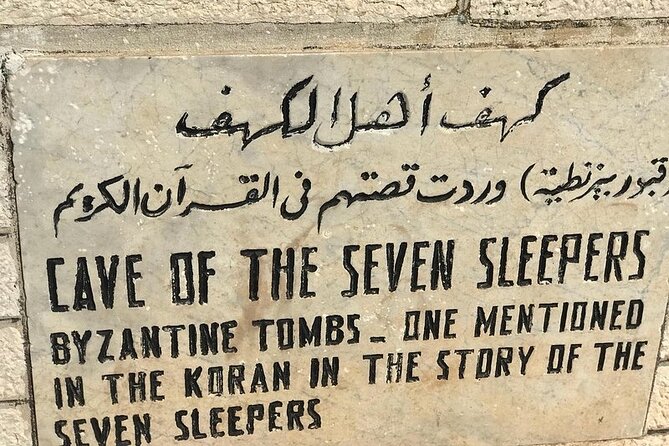 كهف أهل الكهف
قبور بيزنطية) وردت قصتهم في القرآن الكريم
CAVE OF THE SEVEN SLEEPERS
BYZANTINE TOMBS_ ONE MENTIONED
IN THE KORAN IN THE STORY OF THE
SEVEN SLEEPERS